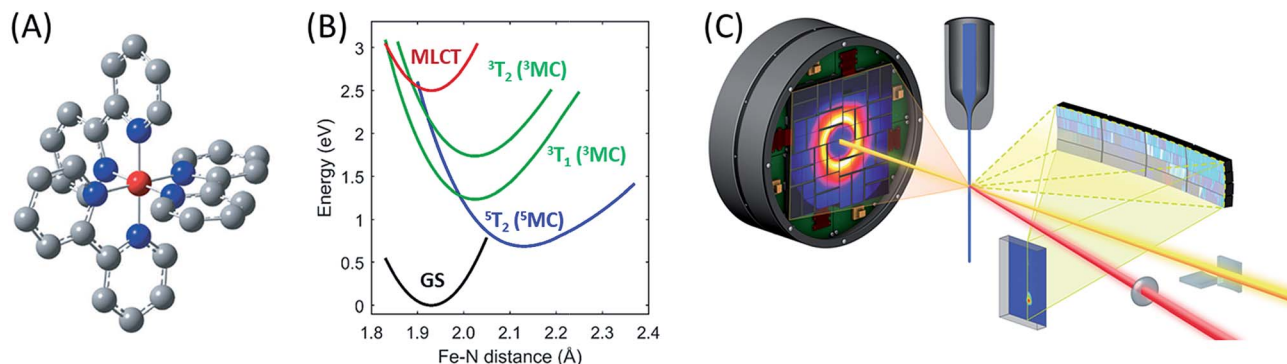 (A)
(B)
(C)
3
2.5
2
1.5
1
0.5
0
Energy (eV)
MLCT
³T₂ (³MC)
³T₁ (³MC)
⁵T₂ (⁵MC)
GS
1.8 1.9 2.0 2.1 2.2 2.3 2.4
Fe-N distance (Å)